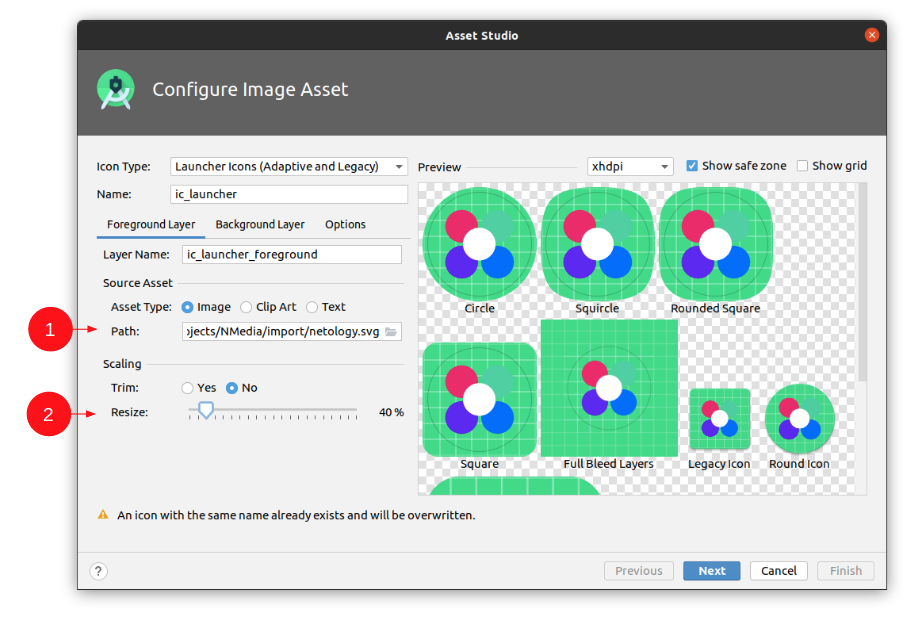 Asset Studio
Configure Image Asset
Icon Type: Launcher Icons (Adaptive and Legacy)
Name: ic_launcher
Foreground Layer Background Layer Options
Layer Name: ic_launcher_foreground
Source Asset
Asset Type: Image Clip Art Text
1
Path: ojects/NMedia/import/netology.svg
Scaling
Trim: Yes No
2
Resize: 40 %
Preview xhdpi Show safe zone Show grid
Circle Squircle Rounded Square
Square Full Bleed Layers Legacy Icon Round Icon
An icon with the same name already exists and will be overwritten.
? Previous Next Cancel Finish